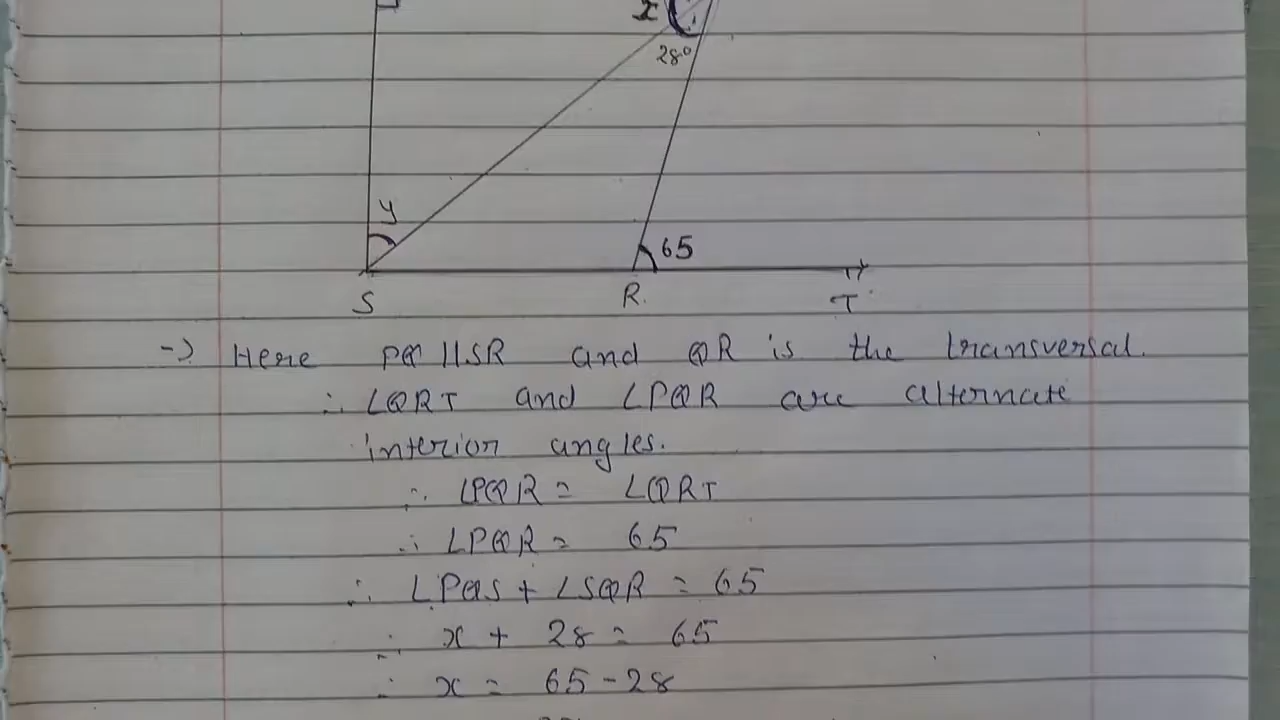 x
28°
y
65
S R. T
→ Here PQ ||SR and QR is the transversal.
∴ ∠QRT and ∠PQR are alternate
interior angles.
∴ ∠PQR = ∠QRT
∴ ∠PQR = 65
∴ ∠PQS + ∠SQR = 65
∴ x + 28 = 65
∴ x = 65 - 28